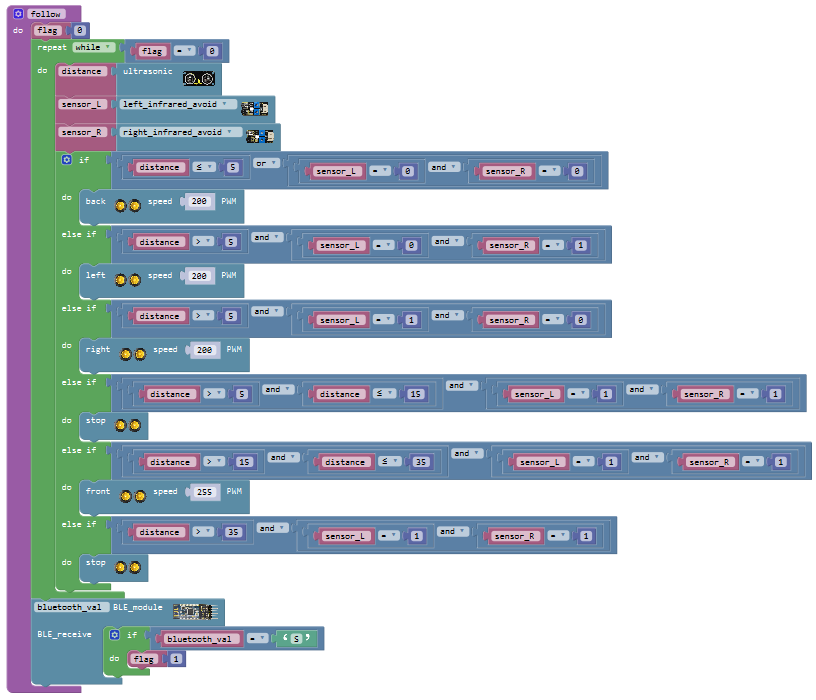 follow
do flag 0
repeat while flag = 0
do distance ultrasonic
sensor_L left_infrared_avoid
sensor_R right_infrared_avoid
if distance ≤ 5 or sensor_L = 0 and sensor_R = 0
do back speed 200 PWM
else if distance > 5 and sensor_L = 0 and sensor_R = 1
do left speed 200 PWM
else if distance > 5 and sensor_L = 1 and sensor_R = 0
do right speed 200 PWM
else if distance > 5 and distance ≤ 15 and sensor_L = 1 and sensor_R = 1
do stop
else if distance > 15 and distance ≤ 35 and sensor_L = 1 and sensor_R = 1
do front speed 255 PWM
else if distance > 35 and sensor_L = 1 and sensor_R = 1
do stop
bluetooth_val BLE_module
BLE_receive if bluetooth_val = “ S ”
do flag 1